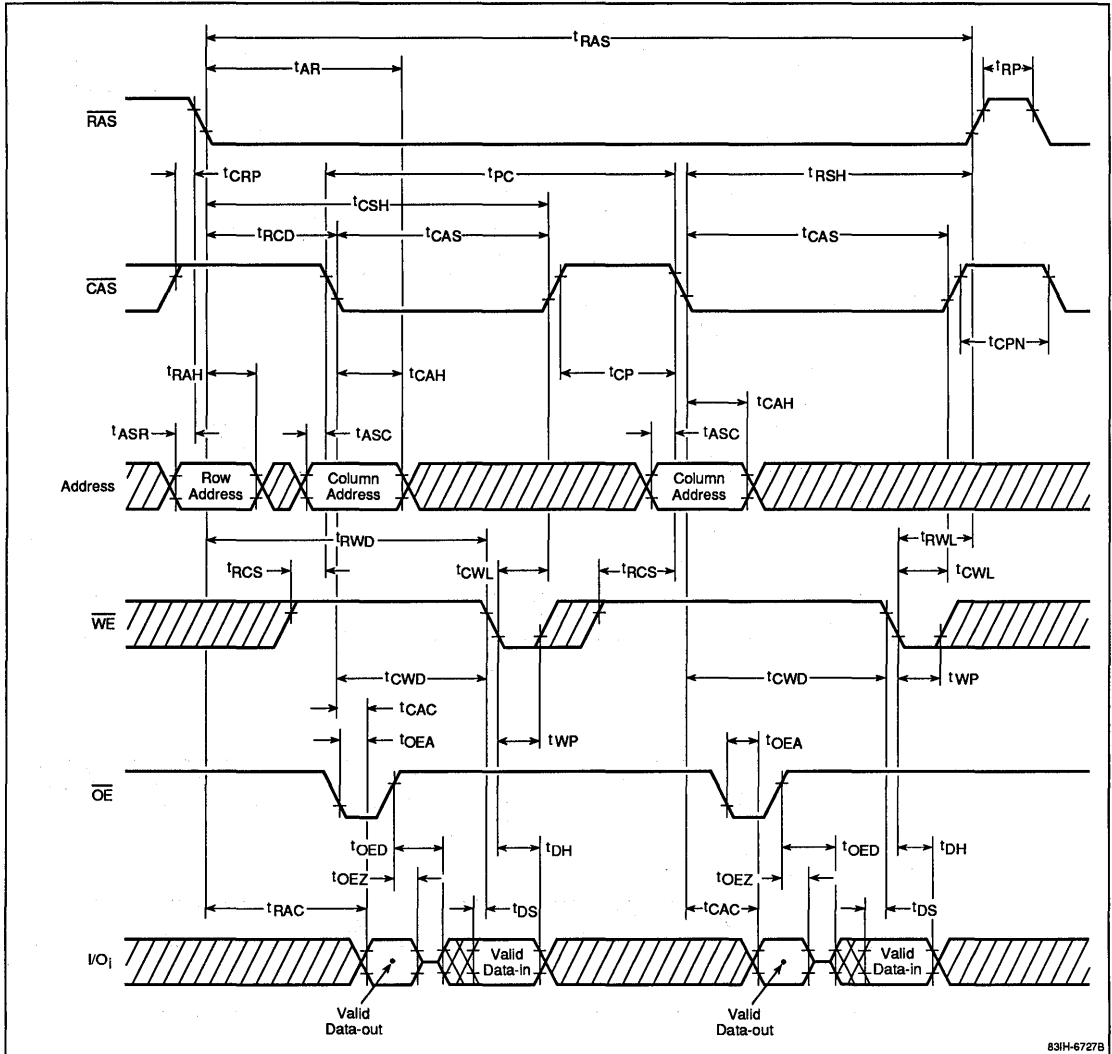 tRAS
tAR
tRP
RAS
tCRP
tPC
tRSH
tCSH
tRCD
tCAS
tCAS
CAS
tCPN
tRAH
tCAH
tCP
tCAH
tASR
tASC
tASC
Address
Row
Address
Column
Address
Column
Address
tRWD
tRWL
tRCS
tCWL
tRCS
tCWL
WE
tCWD
tCWD
tWP
tCAC
tOEA
tWP
tOEA
OE
tOED
tDH
tOED
tDH
tOEZ
tOEZ
tRAC
tDS
tCAC
tDS
I/Oi
Valid
Data-in
Valid
Data-in
Valid
Data-out
Valid
Data-out
83IH-6727B